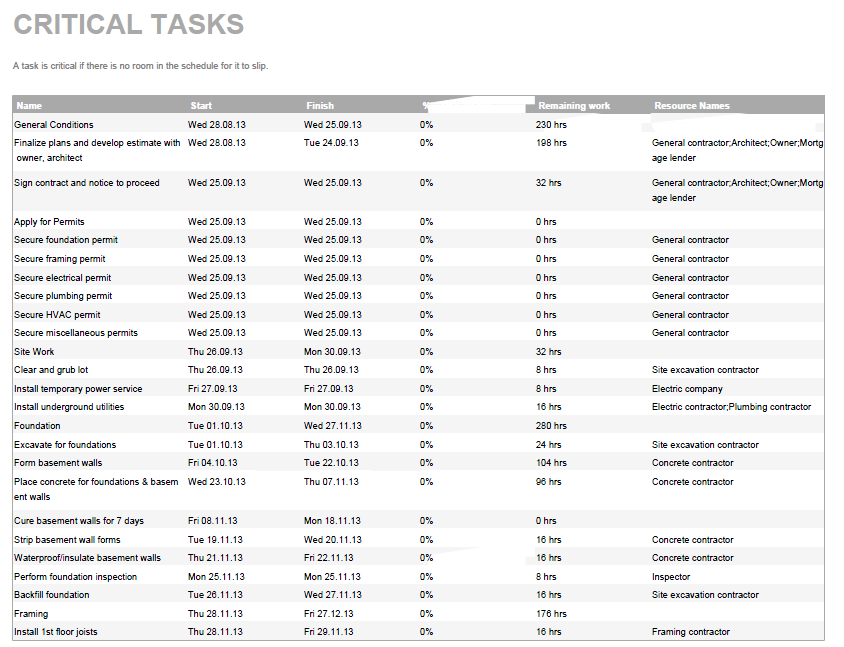 CRITICAL TASKS
A task is critical if there is no room in the schedule for it to slip.
Name Start Finish % Remaining work Resource Names
General Conditions Wed 28.08.13 Wed 25.09.13 0% 230 hrs
Finalize plans and develop estimate with Wed 28.08.13 Tue 24.09.13 0% 198 hrs General contractor;Architect;Owner;Mortg
owner, architect age lender
Sign contract and notice to proceed Wed 25.09.13 Wed 25.09.13 0% 32 hrs General contractor;Architect;Owner;Mortg
age lender
Apply for Permits Wed 25.09.13 Wed 25.09.13 0% 0 hrs
Secure foundation permit Wed 25.09.13 Wed 25.09.13 0% 0 hrs General contractor
Secure framing permit Wed 25.09.13 Wed 25.09.13 0% 0 hrs General contractor
Secure electrical permit Wed 25.09.13 Wed 25.09.13 0% 0 hrs General contractor
Secure plumbing permit Wed 25.09.13 Wed 25.09.13 0% 0 hrs General contractor
Secure HVAC permit Wed 25.09.13 Wed 25.09.13 0% 0 hrs General contractor
Secure miscellaneous permits Wed 25.09.13 Wed 25.09.13 0% 0 hrs General contractor
Site Work Thu 26.09.13 Mon 30.09.13 0% 32 hrs
Clear and grub lot Thu 26.09.13 Thu 26.09.13 0% 8 hrs Site excavation contractor
Install temporary power service Fri 27.09.13 Fri 27.09.13 0% 8 hrs Electric company
Install underground utilities Mon 30.09.13 Mon 30.09.13 0% 16 hrs Electric contractor;Plumbing contractor
Foundation Tue 01.10.13 Wed 27.11.13 0% 280 hrs
Excavate for foundations Tue 01.10.13 Thu 03.10.13 0% 24 hrs Site excavation contractor
Form basement walls Fri 04.10.13 Tue 22.10.13 0% 104 hrs Concrete contractor
Place concrete for foundations & basem Wed 23.10.13 Thu 07.11.13 0% 96 hrs Concrete contractor
ent walls
Cure basement walls for 7 days Fri 08.11.13 Mon 18.11.13 0% 0 hrs
Strip basement wall forms Tue 19.11.13 Wed 20.11.13 0% 16 hrs Concrete contractor
Waterproof/insulate basement walls Thu 21.11.13 Fri 22.11.13 0% 16 hrs Concrete contractor
Perform foundation inspection Mon 25.11.13 Mon 25.11.13 0% 8 hrs Inspector
Backfill foundation Tue 26.11.13 Wed 27.11.13 0% 16 hrs Site excavation contractor
Framing Thu 28.11.13 Fri 27.12.13 0% 176 hrs
Install 1st floor joists Thu 28.11.13 Fri 29.11.13 0% 16 hrs Framing contractor